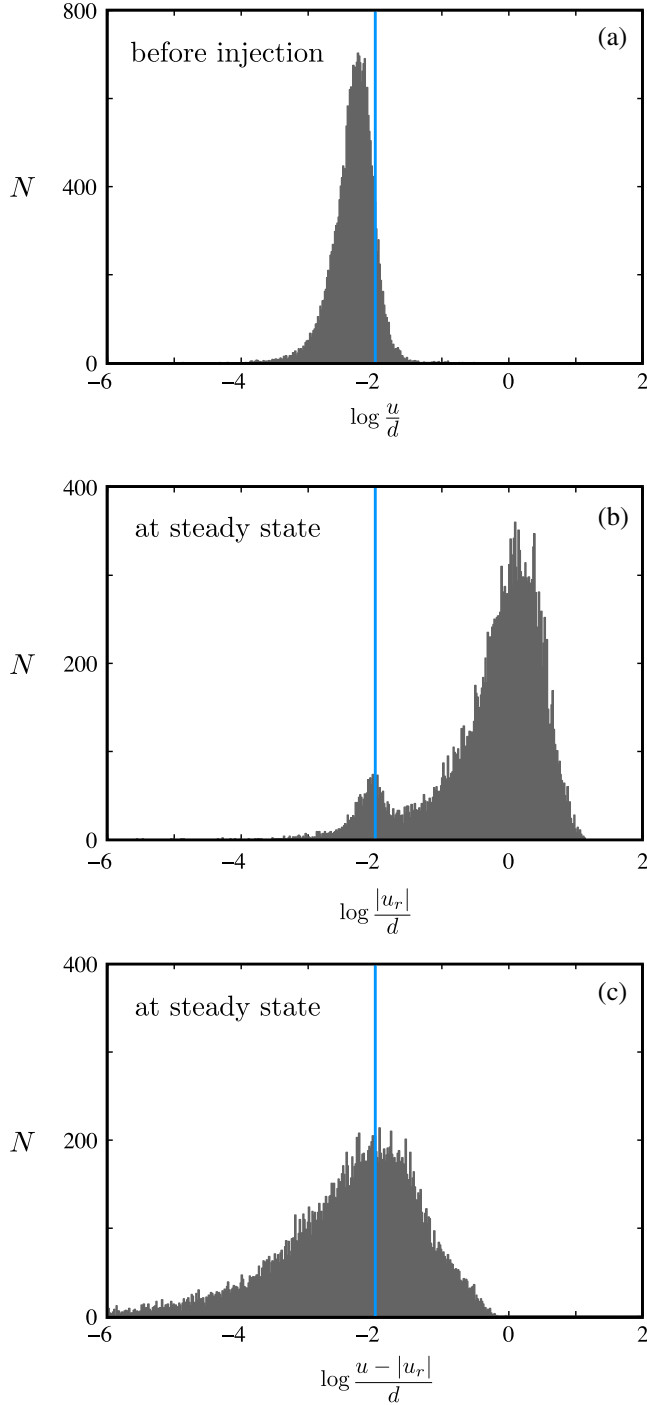 800
(a)
before injection
N
400
0
−6 −4 −2 0 2
log u/d
400
(b)
at steady state
N
200
0
−6 −4 −2 0 2
log |u_r|/d
400
(c)
at steady state
N
200
0
−6 −4 −2 0 2
log (u − |u_r|)/d